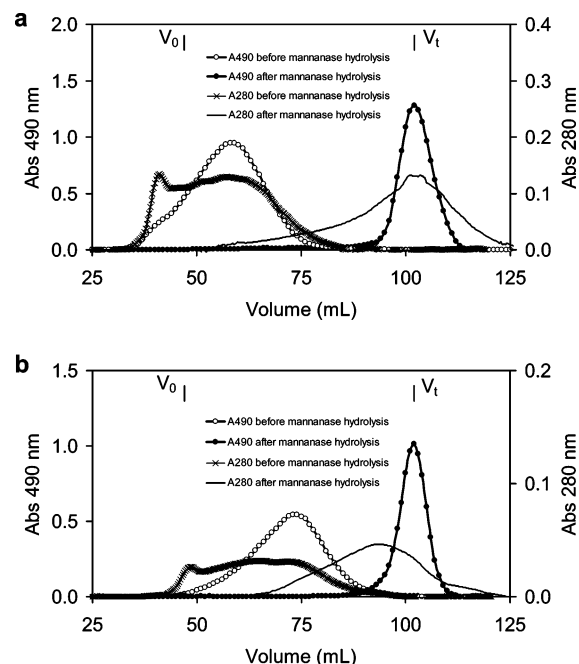 a
2.0 V0 Vt 0.4
A490 before mannanase hydrolysis
A490 after mannanase hydrolysis
A280 before mannanase hydrolysis
A280 after mannanase hydrolysis
1.5 0.3
1.0 0.2
0.5 0.1
0.0 0.0
Abs 490 nm
Abs 280 nm
25 50 75 100 125
Volume (mL)
b
1.5 V0 Vt 0.2
A490 before mannanase hydrolysis
A490 after mannanase hydrolysis
A280 before mannanase hydrolysis
A280 after mannanase hydrolysis
1.0 0.1
0.5
0.0 0.0
Abs 490 nm
Abs 280 nm
25 50 75 100 125
Volume (mL)